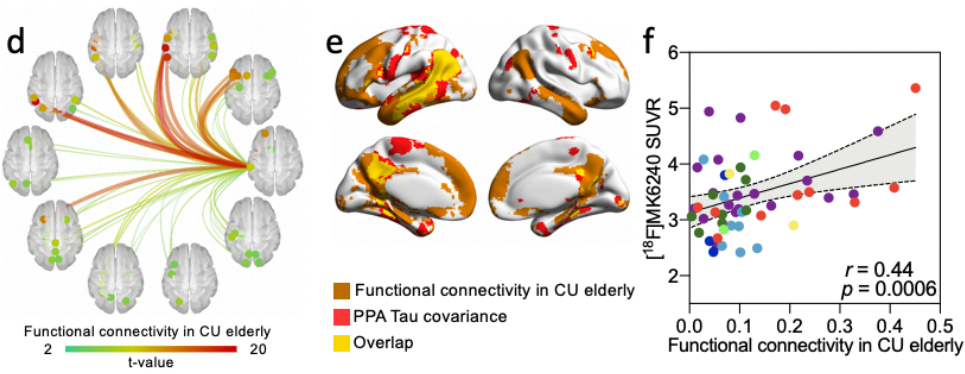 d
Functional connectivity in CU elderly
2
20
t-value
e
Functional connectivity in CU elderly
PPA Tau covariance
Overlap
f
6
5
4
3
2
[¹⁸F]MK6240 SUVR
r = 0.44
p = 0.0006
0.0 0.1 0.2 0.3 0.4 0.5
Functional connectivity in CU elderly